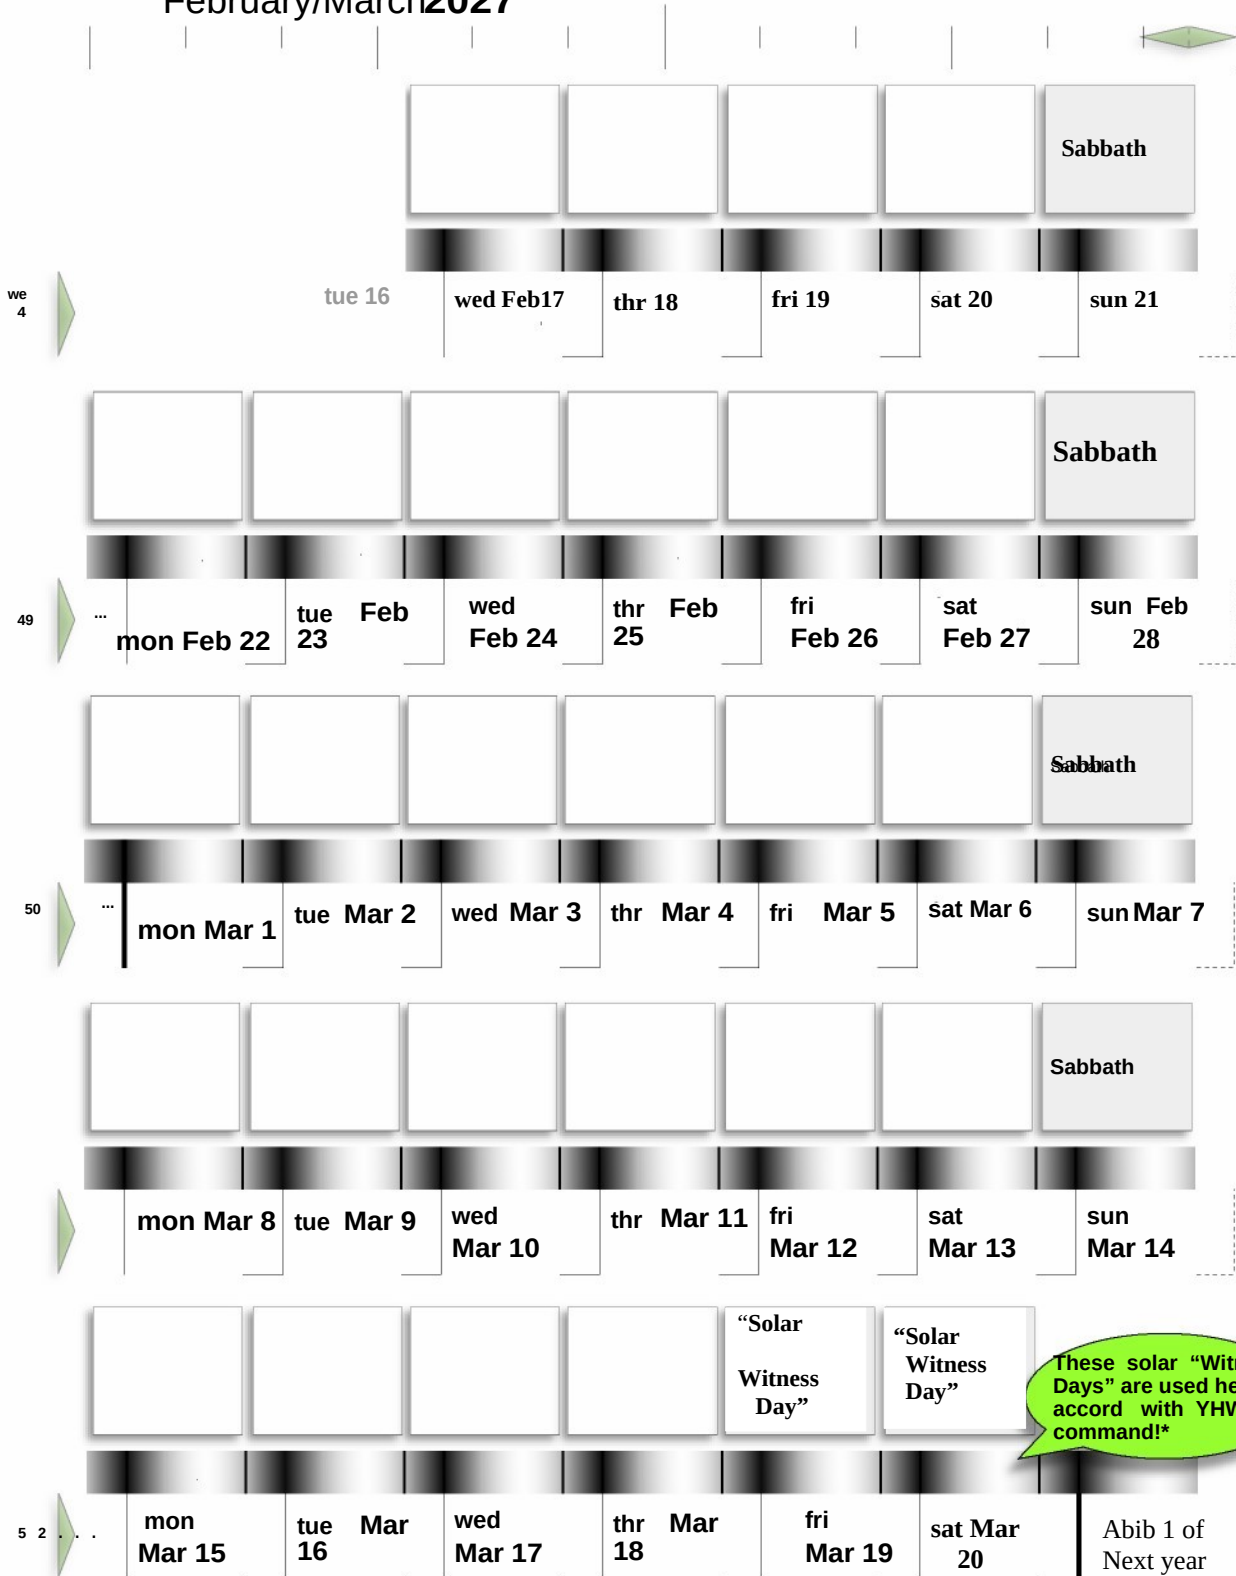 February/March2027
Sabbath
we
4
tue 16
wed Feb17
thr 18
fri 19
sat 20
sun 21
Sabbath
49
...
mon Feb 22
tue Feb
23
wed
Feb 24
thr Feb
25
fri
Feb 26
sat
Feb 27
sun Feb
28
Sabbath
50
...
mon Mar 1
tue Mar 2
wed Mar 3
thr Mar 4
fri Mar 5
sat Mar 6
sun Mar 7
Sabbath
mon Mar 8
tue Mar 9
wed
Mar 10
thr Mar 11
fri
Mar 12
sat
Mar 13
sun
Mar 14
“Solar
Witness
Day”
“Solar
Witness
Day”
These solar “Wit
Days” are used he
accord with YHW
command!*
5 2 . . .
mon
Mar 15
tue Mar
16
wed
Mar 17
thr Mar
18
fri
Mar 19
sat Mar
20
Abib 1 of
Next year